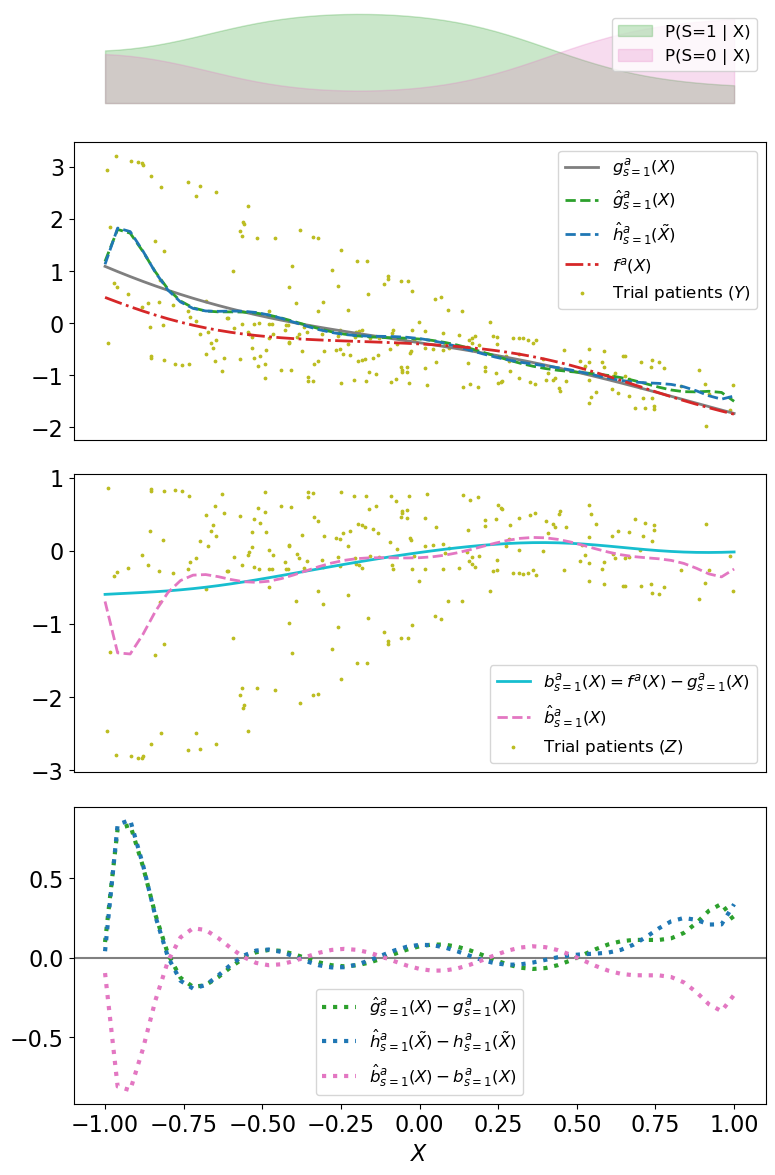 P(S=1 | X)
P(S=0 | X)
3
2
1
0
−1
−2
g^a_{s=1}(X)
ĝ^a_{s=1}(X)
ĥ^a_{s=1}(X̃)
f^a(X)
Trial patients (Y)
1
0
−1
−2
−3
b^a_{s=1}(X) = f^a(X) − g^a_{s=1}(X)
b̂^a_{s=1}(X)
Trial patients (Z)
0.5
0.0
−0.5
ĝ^a_{s=1}(X) − g^a_{s=1}(X)
ĥ^a_{s=1}(X̃) − h^a_{s=1}(X̃)
b̂^a_{s=1}(X) − b^a_{s=1}(X)
−1.00 −0.75 −0.50 −0.25 0.00 0.25 0.50 0.75 1.00
X